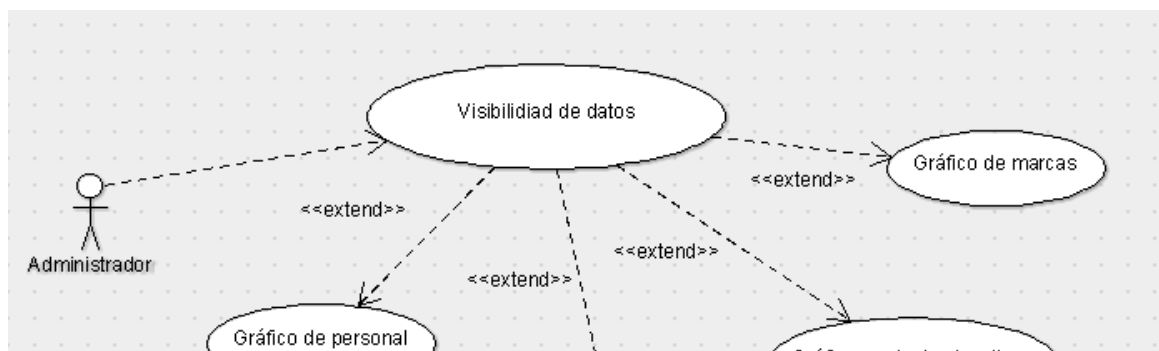 Visibilidiad de datos
Gráfico de marcas
<<extend>>
<<extend>>
<<extend>>
Administrador
<<extend>>
Gráfico de personal